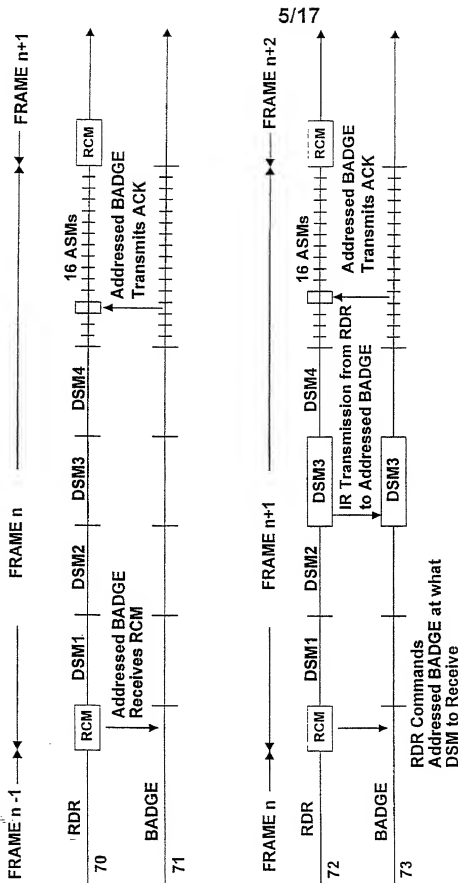 5/17
FRAME n -1
FRAME n
FRAME n+1
RDR
RCM
DSM1
DSM2
DSM3
DSM4
16 ASMs
RCM
70
Addressed BADGE
Receives RCM
Addressed BADGE
Transmits ACK
BADGE
71
FRAME n
FRAME n+1
FRAME n+2
RDR
RCM
DSM1
DSM2
DSM3
DSM4
16 ASMs
RCM
72
IR Transmission from RDR
to Addressed BADGE
Addressed BADGE
Transmits ACK
BADGE
DSM3
73
RDR Commands
Addressed BADGE at what
DSM to Receive